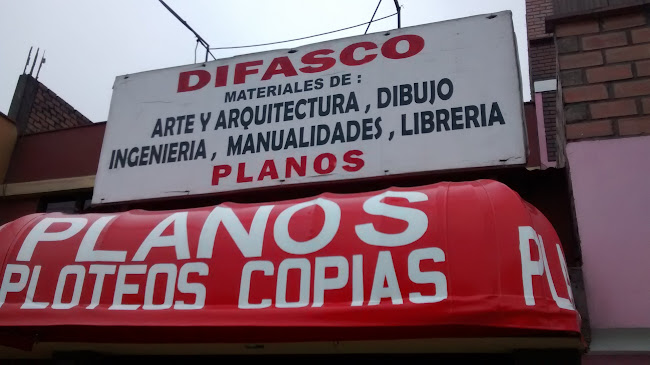 DIFASCO
MATERIALES DE :
ARTE Y ARQUITECTURA , DIBUJO
INGENIERIA , MANUALIDADES , LIBRERIA
PLANOS
PLANOS
PLOTEOS COPIAS